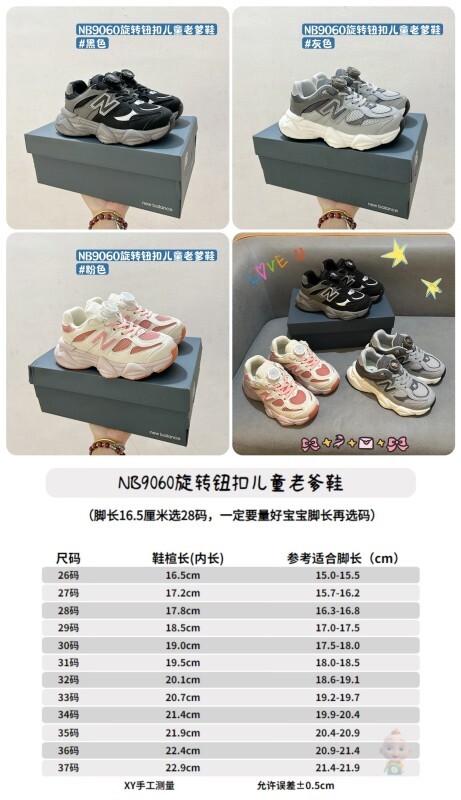 NB9060旋转钮扣儿童老爹鞋
#黑色
new balance
NB9060旋转钮扣儿童老爹鞋
#灰色
new balance
NB9060旋转钮扣儿童老爹鞋
#粉色
new balance
LOVE U
NB9060旋转钮扣儿童老爹鞋
（脚长16.5厘米选28码，一定要量好宝宝脚长再选码）
尺码 鞋楦长(内长) 参考适合脚长（cm）
26码 16.5cm 15.0-15.5
27码 17.2cm 15.7-16.2
28码 17.8cm 16.3-16.8
29码 18.5cm 17.0-17.5
30码 19.0cm 17.5-18.0
31码 19.5cm 18.0-18.5
32码 20.1cm 18.6-19.1
33码 20.7cm 19.2-19.7
34码 21.4cm 19.9-20.4
35码 21.9cm 20.4-20.9
36码 22.4cm 20.9-21.4
37码 22.9cm 21.4-21.9
XY手工测量 允许误差±0.5cm